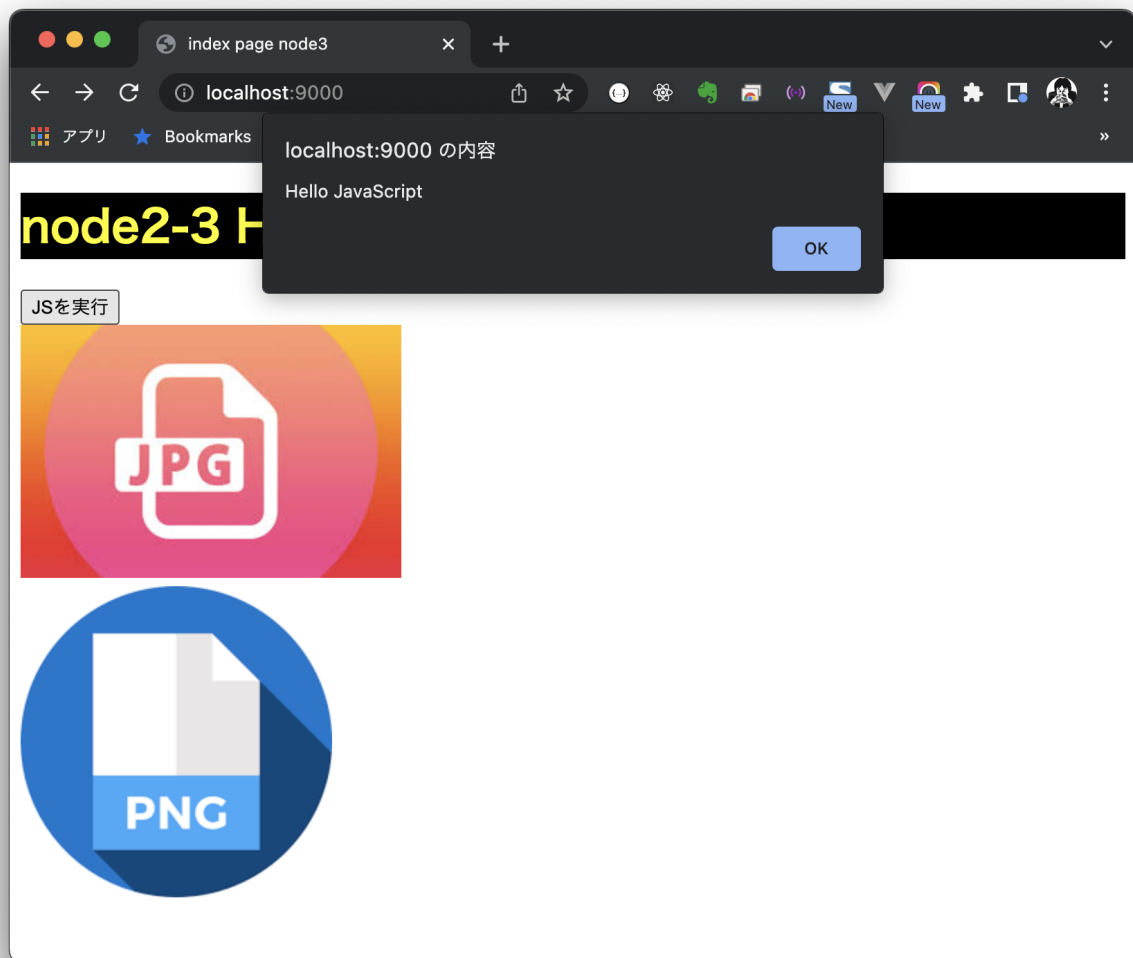 index page node3
localhost:9000
New
New
アプリ
Bookmarks
»
localhost:9000 の内容
Hello JavaScript
OK
node2-3 H
JSを実行
JPG
PNG